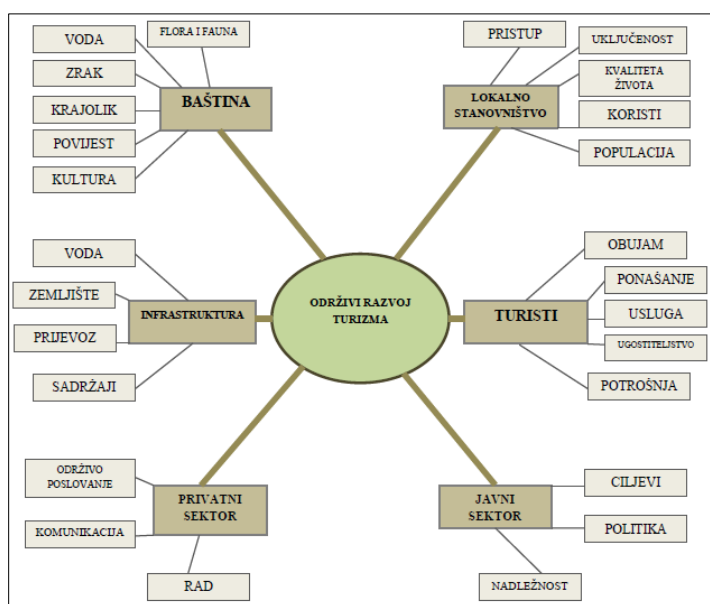 VODA
FLORA I FAUNA
ZRAK
BAŠTINA
KRAJOLIK
POVIJEST
KULTURA
PRISTUP
UKLJUČENOST
KVALITETA
ŽIVOTA
LOKALNO
STANOVNIŠTVO
KORISTI
POPULACIJA
VODA
ZEMLJIŠTE
INFRASTRUKTURA
PRIJEVOZ
SADRŽAJI
ODRŽIVI RAZVOJ
TURIZMA
OBUJAM
PONAŠANJE
TURISTI
USLUGA
UGOSTITELJSTVO
POTROŠNJA
ODRŽIVO
POSLOVANJE
PRIVATNI
SEKTOR
KOMUNIKACIJA
RAD
JAVNI
SEKTOR
CILJEVI
POLITIKA
NADLEŽNOST